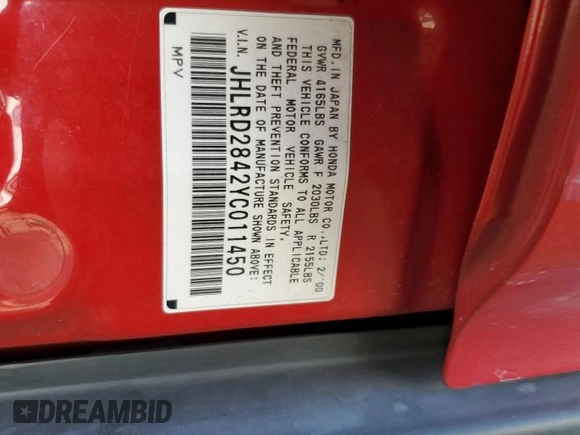 MFD. IN JAPAN BY HONDA MOTOR CO., LTD: 2/'00
GVWR 4165LBS GAWR F 2030LBS R 2155LBS
THIS VEHICLE CONFORMS TO ALL APPLICABLE
FEDERAL MOTOR VEHICLE SAFETY,
AND THEFT PREVENTION STANDARDS IN EFFECT
ON THE DATE OF MANUFACTURE SHOWN ABOVE:
V.I.N. JHLRD2842YC011450
MPV
DREAMBID